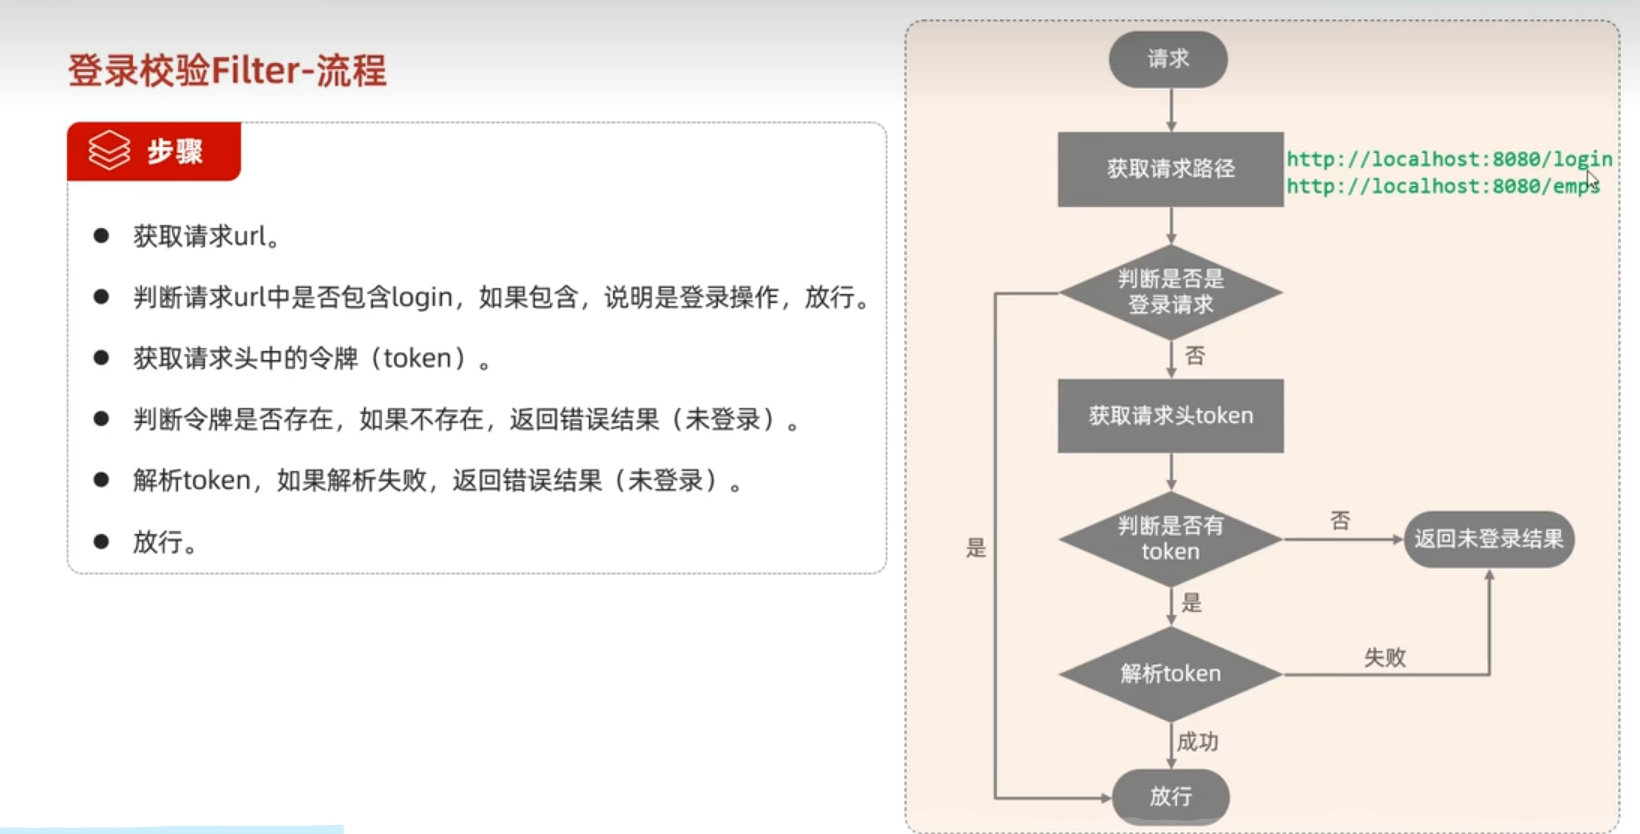 登录校验Filter-流程
步骤
获取请求url。
判断请求url中是否包含login，如果包含，说明是登录操作，放行。
获取请求头中的令牌（token）。
判断令牌是否存在，如果不存在，返回错误结果（未登录）。
解析token，如果解析失败，返回错误结果（未登录）。
放行。
请求
获取请求路径
http://localhost:8080/login
http://localhost:8080/emps
判断是否是
登录请求
否
获取请求头token
判断是否有
token
否
返回未登录结果
是
是
解析token
失败
成功
放行